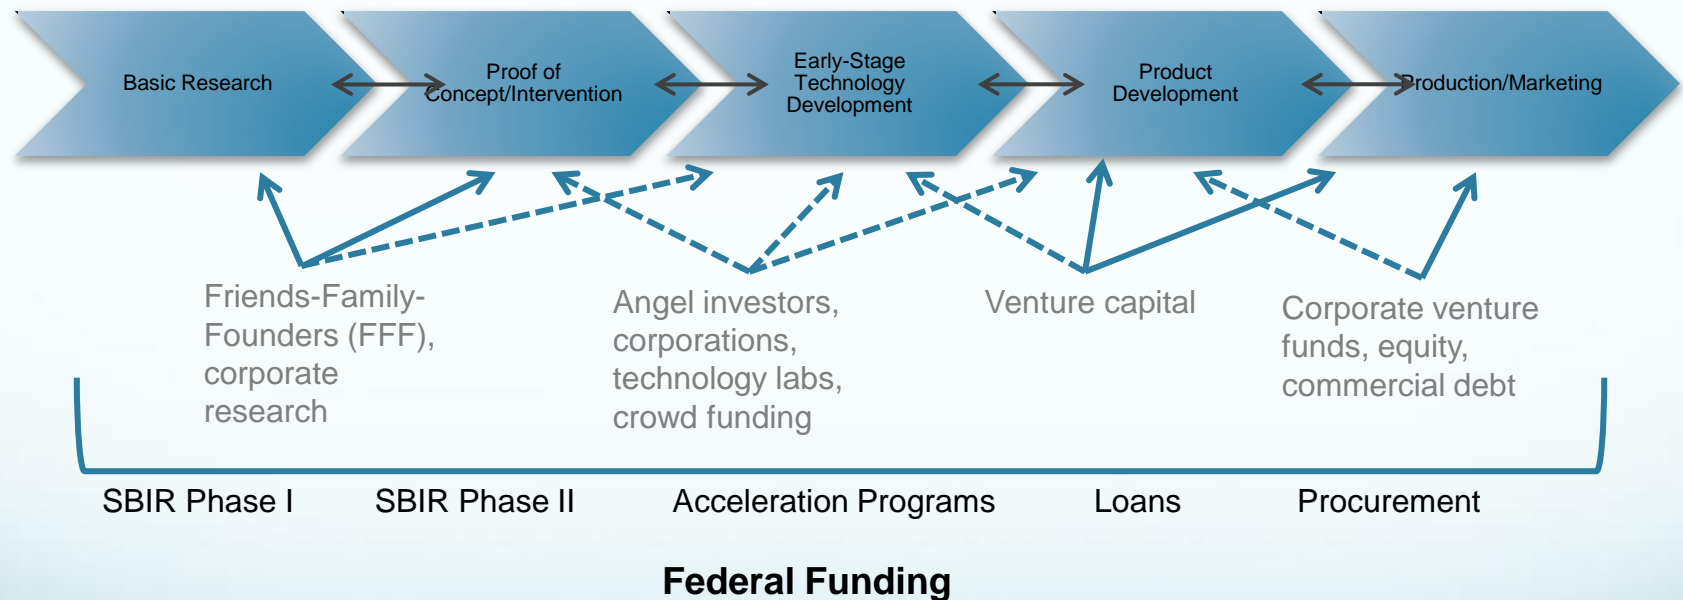 Basic Research
Proof of
Concept/Intervention
Early-Stage
Technology
Development
Product
Development
Production/Marketing
Friends-Family-
Founders (FFF),
corporate
research
Angel investors,
corporations,
technology labs,
crowd funding
Venture capital
Corporate venture
funds, equity,
commercial debt
SBIR Phase I
SBIR Phase II
Acceleration Programs
Loans
Procurement
Federal Funding